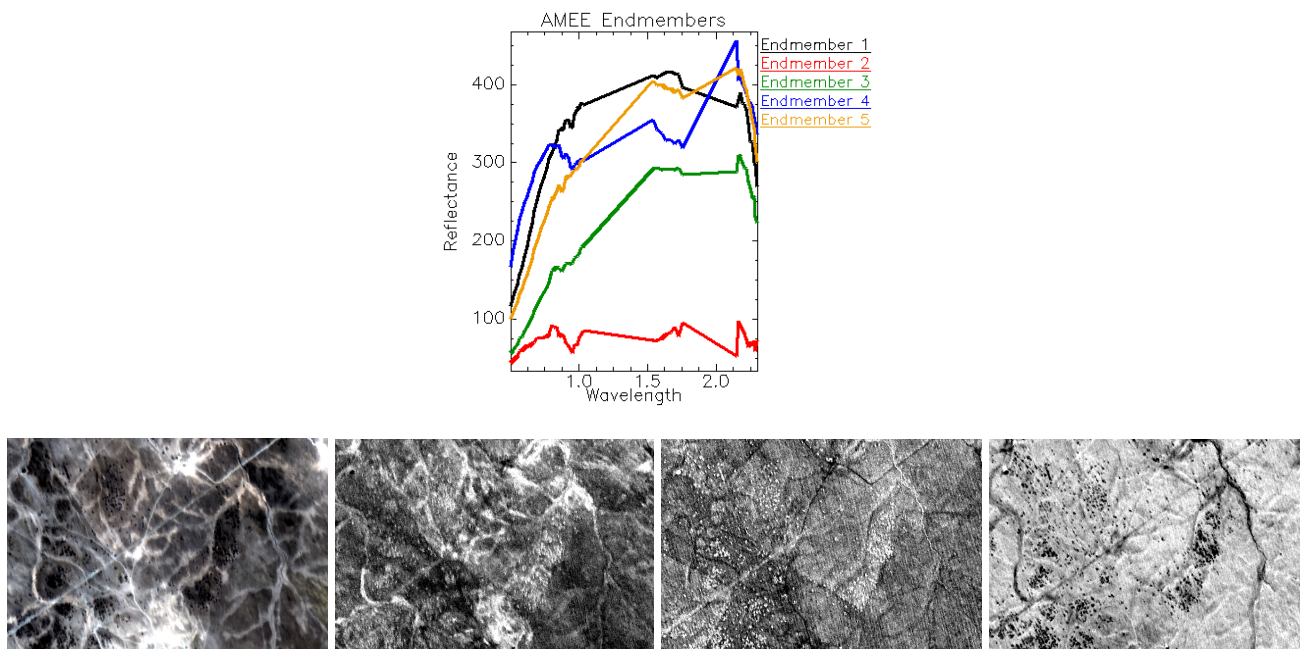 AMEE Endmembers
Endmember 1
Endmember 2
Endmember 3
Endmember 4
Endmember 5
400
300
200
100
Reflectance
1.0
1.5
2.0
Wavelength